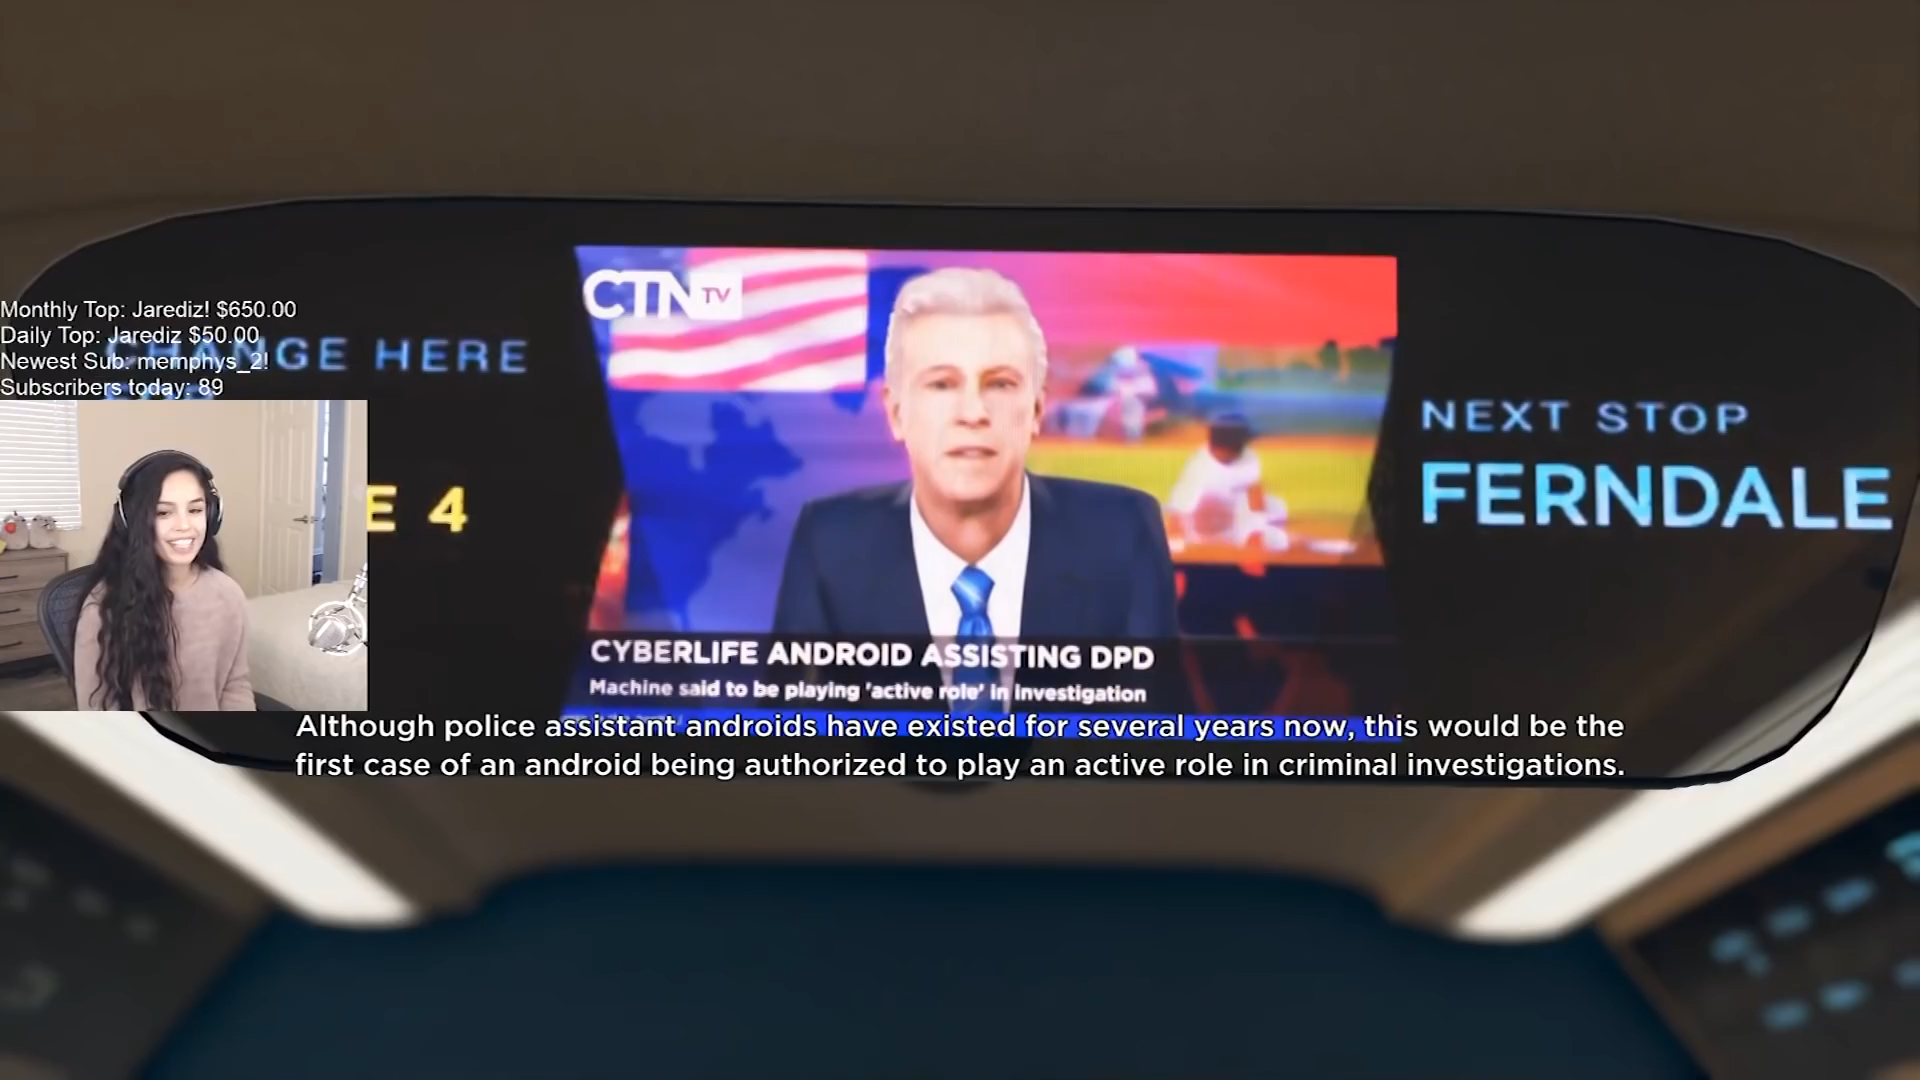 CTN TV
Monthly Top: Jarediz! $650.00
Daily Top: Jarediz $50.00
Newest Sub: memphys_2!
Subscribers today: 89
NGE HERE
E 4
NEXT STOP
FERNDALE
CYBERLIFE ANDROID ASSISTING DPD
Machine said to be playing 'active role' in investigation
Although police assistant androids have existed for several years now, this would be the
first case of an android being authorized to play an active role in criminal investigations.